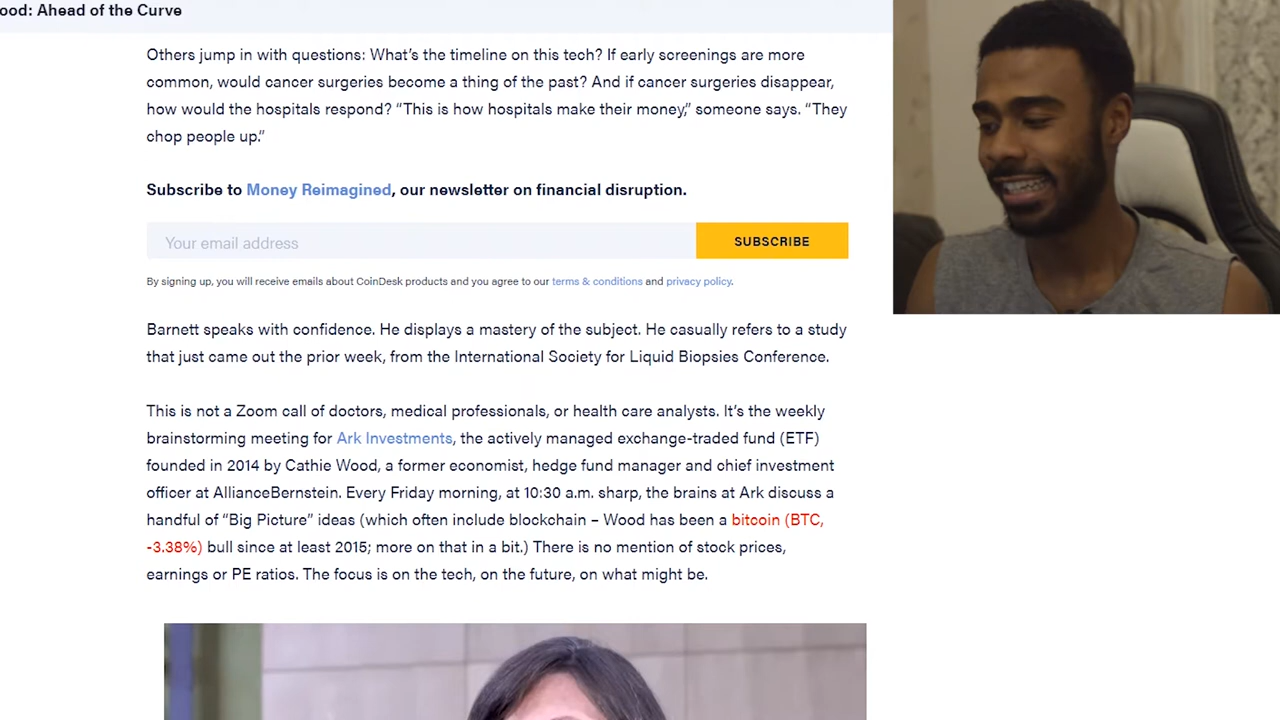 ood: Ahead of the Curve
Others jump in with questions: What’s the timeline on this tech? If early screenings are more
common, would cancer surgeries become a thing of the past? And if cancer surgeries disappear,
how would the hospitals respond? “This is how hospitals make their money,” someone says. “They
chop people up.”
Subscribe to Money Reimagined, our newsletter on financial disruption.
Your email address
SUBSCRIBE
By signing up, you will receive emails about CoinDesk products and you agree to our terms & conditions and privacy policy.
Barnett speaks with confidence. He displays a mastery of the subject. He casually refers to a study
that just came out the prior week, from the International Society for Liquid Biopsies Conference.
This is not a Zoom call of doctors, medical professionals, or health care analysts. It’s the weekly
brainstorming meeting for Ark Investments, the actively managed exchange-traded fund (ETF)
founded in 2014 by Cathie Wood, a former economist, hedge fund manager and chief investment
officer at AllianceBernstein. Every Friday morning, at 10:30 a.m. sharp, the brains at Ark discuss a
handful of “Big Picture” ideas (which often include blockchain – Wood has been a bitcoin (BTC,
-3.38%) bull since at least 2015; more on that in a bit.) There is no mention of stock prices,
earnings or PE ratios. The focus is on the tech, on the future, on what might be.